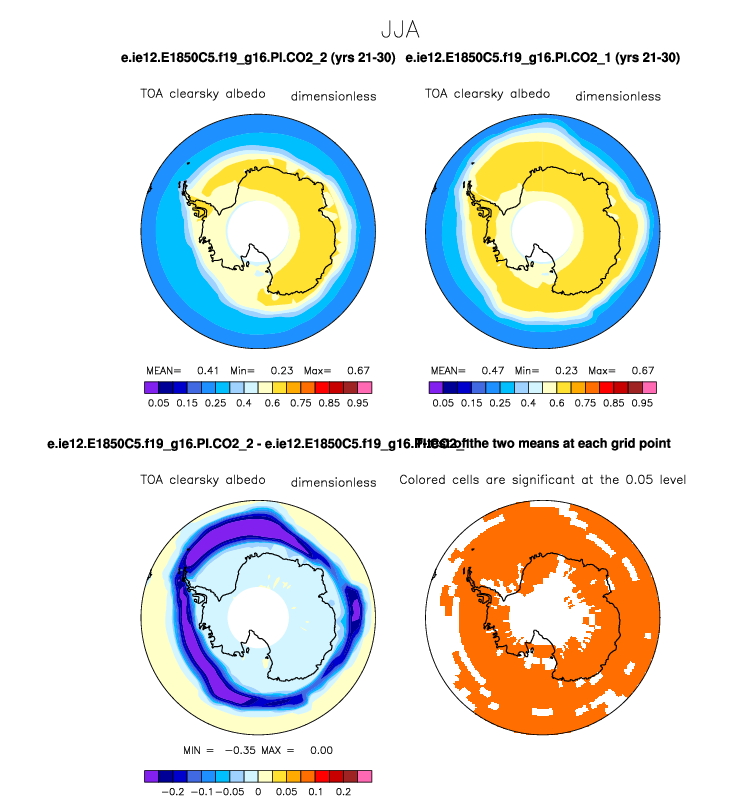 JJA
e.ie12.E1850C5.f19_g16.PI.CO2_2 (yrs 21-30) e.ie12.E1850C5.f19_g16.PI.CO2_1 (yrs 21-30)
TOA clearsky albedo dimensionless TOA clearsky albedo dimensionless
MEAN= 0.41 Min= 0.23 Max= 0.67 MEAN= 0.47 Min= 0.23 Max= 0.67
0.05 0.15 0.25 0.4 0.6 0.75 0.85 0.95 0.05 0.15 0.25 0.4 0.6 0.75 0.85 0.95
e.ie12.E1850C5.f19_g16.PI.CO2_2 - e.ie12.E1850C5.f19_g16.PI.CO2_1 of the two means at each grid point
TOA clearsky albedo dimensionless Colored cells are significant at the 0.05 level
MIN = -0.35 MAX = 0.00
-0.2 -0.1 -0.05 0 0.05 0.1 0.2